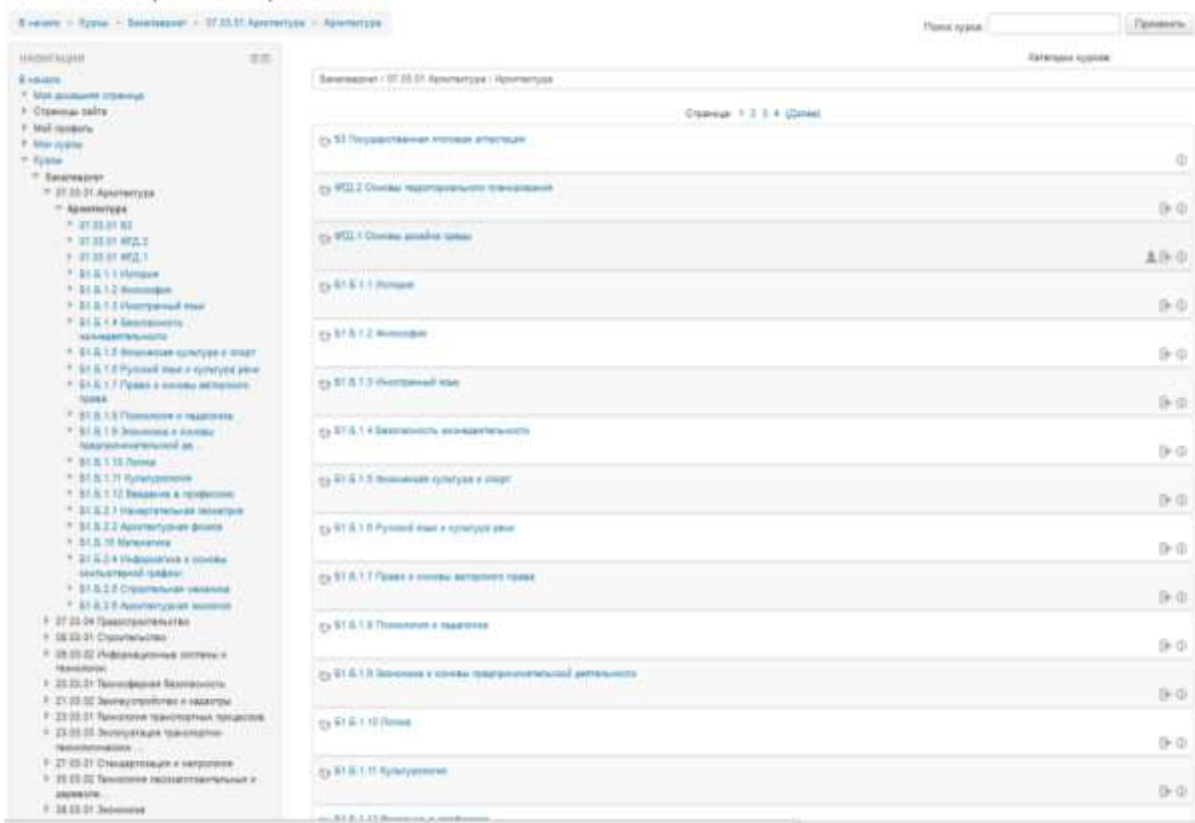 В начало ▸ Курсы ▸ Бакалавриат ▸ 07.03.01 Архитектура ▸ Архитектура
Поиск курса:
Применить
НАВИГАЦИЯ
В начало
Моя домашняя страница
Страницы сайта
Мой профиль
Мои курсы
Курсы
Бакалавриат
07.03.01 Архитектура
Архитектура
07.03.01 Б3
07.03.01 ФТД.2
07.03.01 ФТД.1
Б1.Б.1.1 История
Б1.Б.1.2 Философия
Б1.Б.1.3 Иностранный язык
Б1.Б.1.4 Безопасность
жизнедеятельности
Б1.Б.1.5 Физическая культура и спорт
Б1.Б.1.6 Русский язык и культура речи
Б1.Б.1.7 Право и основы авторского
права
Б1.Б.1.8 Психология и педагогика
Б1.Б.1.9 Экономика и основы
предпринимательской де...
Б1.Б.1.10 Логика
Б1.Б.1.11 Культурология
Б1.Б.1.12 Введение в профессию
Б1.Б.2.1 Начертательная геометрия
Б1.Б.2.2 Архитектурная физика
Б1.Б.10 Математика
Б1.Б.2.4 Информатика и основы
компьютерной графики
Б1.Б.2.5 Строительная механика
Б1.Б.2.6 Архитектурная экология
07.03.04 Градостроительство
08.03.01 Строительство
09.03.02 Информационные системы и
технологии
20.03.01 Техносферная безопасность
21.03.02 Землеустройство и кадастры
23.03.01 Технология транспортных процессов
23.03.03 Эксплуатация транспортно-
технологических ...
27.03.01 Стандартизация и метрология
35.03.02 Технология лесозаготовительных и
деревопе...
38.03.01 Экономика
Категории курсов:
Бакалавриат / 07.03.01 Архитектура / Архитектура
Страница: 1 2 3 4 (Далее)
Б3 Государственная итоговая аттестация
ФТД.2 Основы территориального планирования
ФТД.1 Основы дизайна среды
Б1.Б.1.1 История
Б1.Б.1.2 Философия
Б1.Б.1.3 Иностранный язык
Б1.Б.1.4 Безопасность жизнедеятельности
Б1.Б.1.5 Физическая культура и спорт
Б1.Б.1.6 Русский язык и культура речи
Б1.Б.1.7 Право и основы авторского права
Б1.Б.1.8 Психология и педагогика
Б1.Б.1.9 Экономика и основы предпринимательской деятельности
Б1.Б.1.10 Логика
Б1.Б.1.11 Культурология
Б1.Б.1.12 Введение в профессию